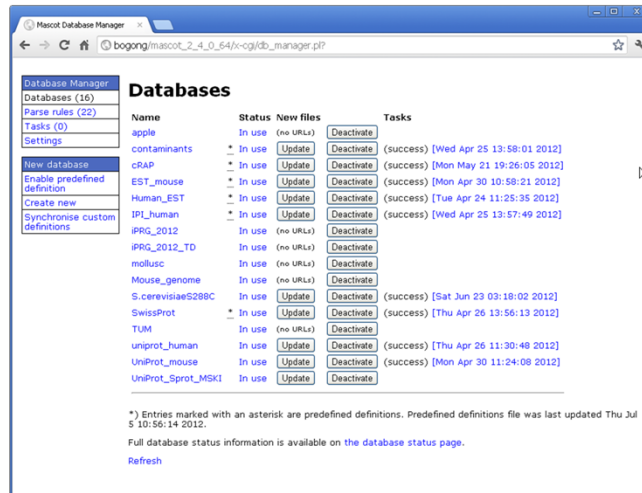 Mascot Database Manager
bogong/mascot_2_4_0_64/x-cgi/db_manager.pl?
Database Manager
Databases (16)
Parse rules (22)
Tasks (0)
Settings
New database
Enable predefined
definition
Create new
Synchronise custom
definitions
Databases
Name Status New files Tasks
apple In use (no URLs) Deactivate
contaminants * In use Update Deactivate (success) [Wed Apr 25 13:58:01 2012]
cRAP * In use Update Deactivate (success) [Mon May 21 19:26:05 2012]
EST_mouse * In use Update Deactivate (success) [Mon Apr 30 10:58:21 2012]
Human_EST * In use Update Deactivate (success) [Tue Apr 24 11:25:35 2012]
IPI_human * In use Update Deactivate (success) [Wed Apr 25 13:57:49 2012]
iPRG_2012 In use (no URLs) Deactivate
iPRG_2012_TD In use (no URLs) Deactivate
mollusc In use (no URLs) Deactivate
Mouse_genome In use (no URLs) Deactivate
S.cerevisiaeS288C In use Update Deactivate (success) [Sat Jun 23 03:18:02 2012]
SwissProt * In use Update Deactivate (success) [Thu Apr 26 13:56:13 2012]
TUM In use (no URLs) Deactivate
uniprot_human In use Update Deactivate (success) [Thu Apr 26 11:30:48 2012]
UniProt_mouse In use Update Deactivate (success) [Mon Apr 30 11:24:08 2012]
UniProt_Sprot_MSKI In use Update Deactivate
*) Entries marked with an asterisk are predefined definitions. Predefined definitions file was last updated Thu Jul
5 10:56:14 2012.
Full database status information is available on the database status page.
Refresh